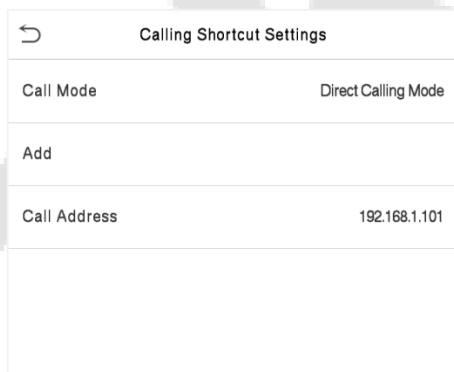 Calling Shortcut Settings
Call Mode Direct Calling Mode
Add
Call Address 192.168.1.101